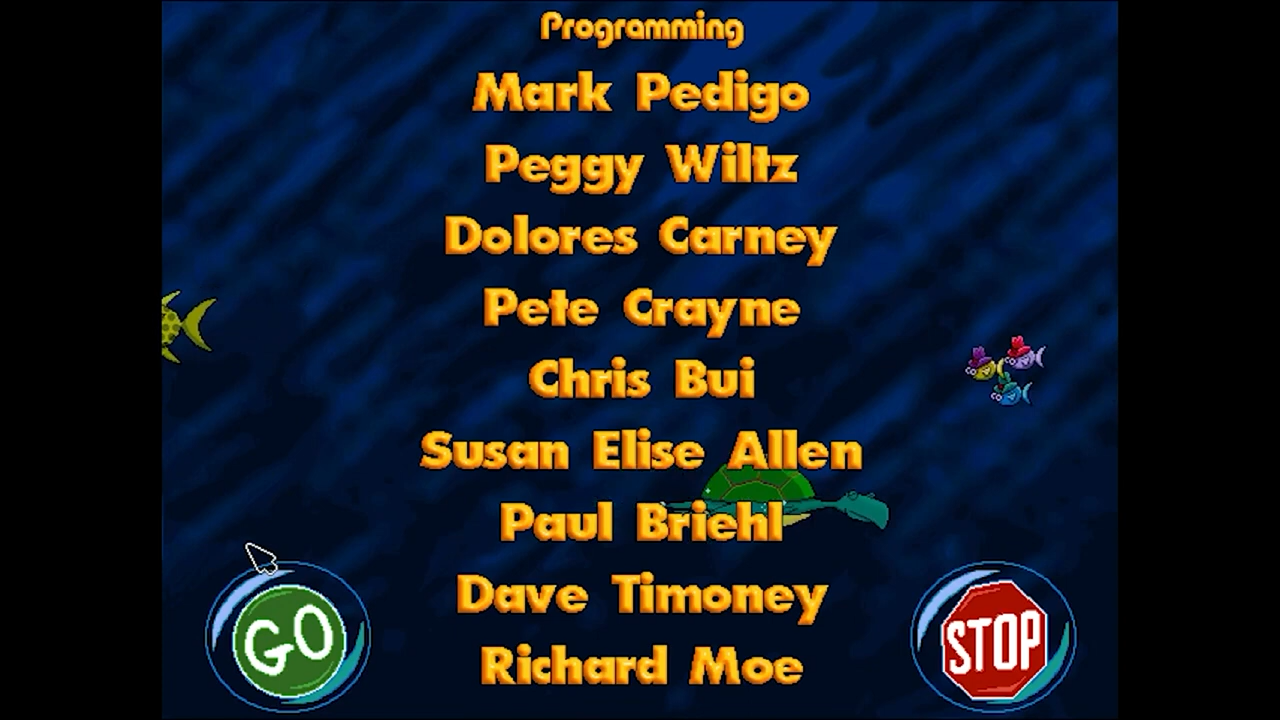 Programming
Mark Pedigo
Peggy Wiltz
Dolores Carney
Pete Crayne
Chris Bui
Susan Elise Allen
Paul Briehl
Dave Timoney
Richard Moe
GO
STOP